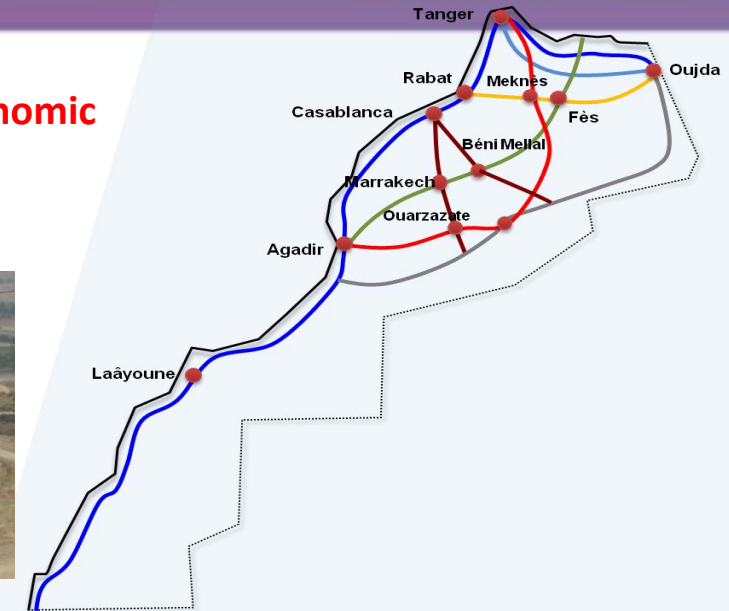 Tanger
Oujda
Rabat
Meknès
nomic
Casablanca
Fès
Béni Mellal
Marrakech
Ouarzazate
Agadir
Laâyoune